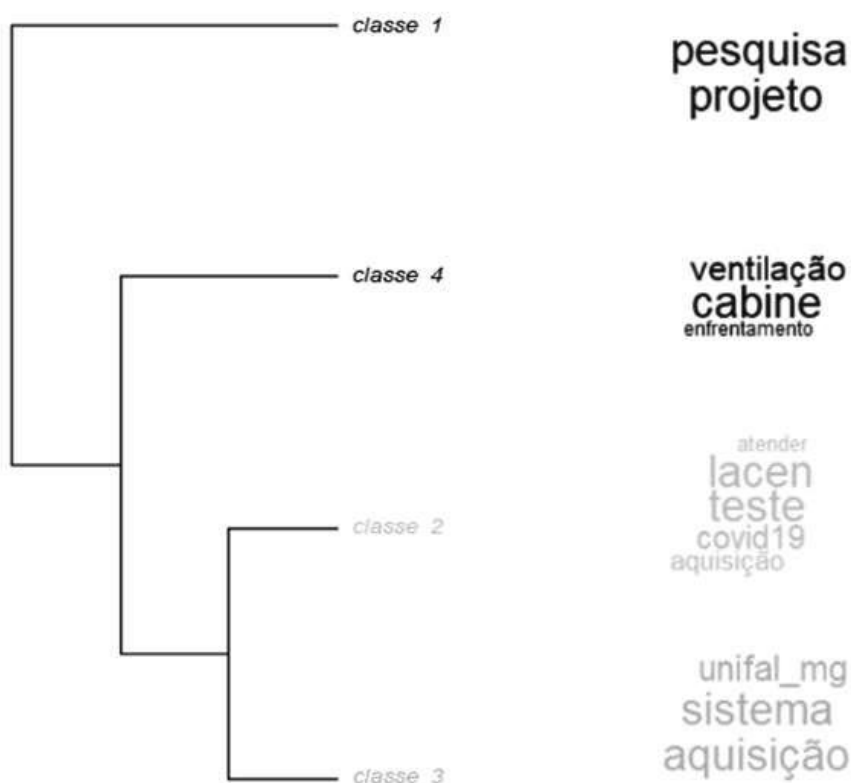 classe 1
pesquisa
projeto
classe 4
ventilação
cabine
enfrentamento
classe 2
atender
lacen
teste
covid19
aquisição
classe 3
unifal_mg
sistema
aquisição